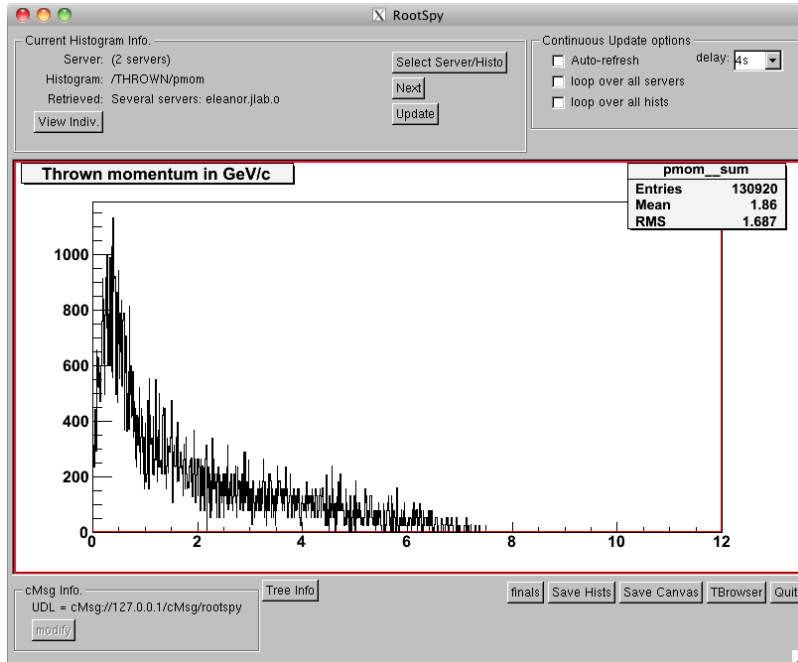 RootSpy
Current Histogram Info.
Server: (2 servers)
Histogram: /THROWN/pmom
Retrieved: Several servers: eleanor.jlab.o
View Indiv.
Select Server/Histo
Next
Update
Continuous Update options
Auto-refresh
delay: 4s
loop over all servers
loop over all hists
Thrown momentum in GeV/c
pmom__sum
Entries 130920
Mean 1.86
RMS 1.687
1000
800
600
400
200
0
0 2 4 6 8 10 12
cMsg Info.
UDL = cMsg://127.0.0.1/cMsg/rootspy
modify
Tree Info
finals
Save Hists
Save Canvas
TBrowser
Quit